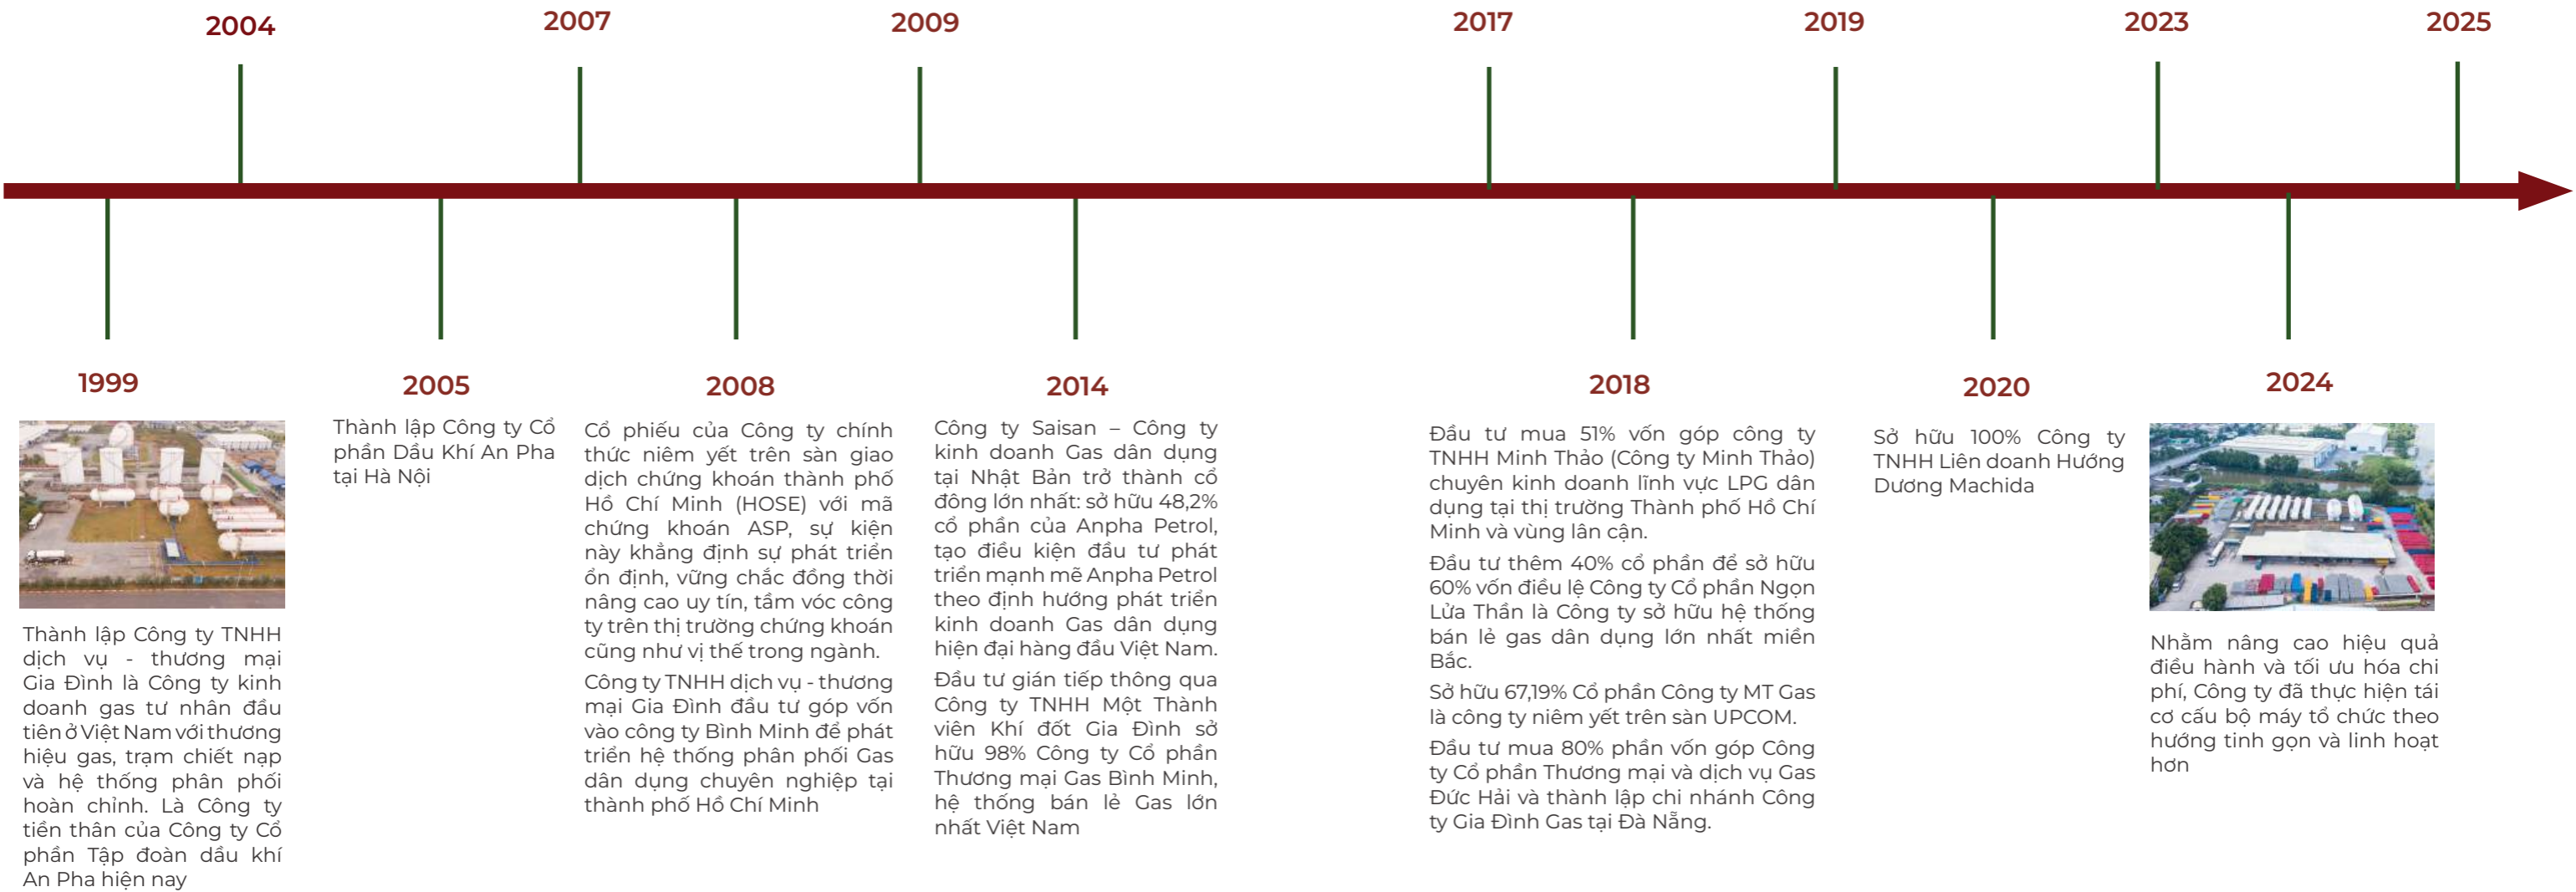 2004
2007
2009
2017
2019
2023
2025
1999
Thành lập Công ty TNHH
dịch vụ - thương mại
Gia Đình là Công ty kinh
doanh gas tư nhân đầu
tiên ở Việt Nam với thương
hiệu gas, trạm chiết nạp
và hệ thống phân phối
hoàn chỉnh. Là Công ty
tiền thân của Công ty Cổ
phần Tập đoàn dầu khí
An Pha hiện nay
2005
Thành lập Công ty Cổ
phần Dầu Khí An Pha
tại Hà Nội
2008
Cổ phiếu của Công ty chính
thức niêm yết trên sàn giao
dịch chứng khoán thành phố
Hồ Chí Minh (HOSE) với mã
chứng khoán ASP, sự kiện
này khẳng định sự phát triển
ổn định, vững chắc đồng thời
nâng cao uy tín, tầm vóc công
ty trên thị trường chứng khoán
cũng như vị thế trong ngành.
Công ty TNHH dịch vụ - thương
mại Gia Đình đầu tư góp vốn
vào công ty Bình Minh để phát
triển hệ thống phân phối Gas
dân dụng chuyên nghiệp tại
thành phố Hồ Chí Minh
2014
Công ty Saisan – Công ty
kinh doanh Gas dân dụng
tại Nhật Bản trở thành cổ
đông lớn nhất: sở hữu 48,2%
cổ phần của Anpha Petrol,
tạo điều kiện đầu tư phát
triển mạnh mẽ Anpha Petrol
theo định hướng phát triển
kinh doanh Gas dân dụng
hiện đại hàng đầu Việt Nam.
Đầu tư gián tiếp thông qua
Công ty TNHH Một Thành
viên Khí đốt Gia Đình sở
hữu 98% Công ty Cổ phần
Thương mại Gas Bình Minh,
hệ thống bán lẻ Gas lớn
nhất Việt Nam
2018
Đầu tư mua 51% vốn góp công ty
TNHH Minh Thảo (Công ty Minh Thảo)
chuyên kinh doanh lĩnh vực LPG dân
dụng tại thị trường Thành phố Hồ Chí
Minh và vùng lân cận.
Đầu tư thêm 40% cổ phần để sở hữu
60% vốn điều lệ Công ty Cổ phần Ngọn
Lửa Thần là Công ty sở hữu hệ thống
bán lẻ gas dân dụng lớn nhất miền
Bắc.
Sở hữu 67,19% Cổ phần Công ty MT Gas
là công ty niêm yết trên sàn UPCOM.
Đầu tư mua 80% phần vốn góp Công
ty Cổ phần Thương mại và dịch vụ Gas
Đức Hải và thành lập chi nhánh Công
ty Gia Đình Gas tại Đà Nẵng.
2020
Sở hữu 100% Công ty
TNHH Liên doanh Hướng
Dương Machida
2024
Nhằm nâng cao hiệu quả
điều hành và tối ưu hóa chi
phí, Công ty đã thực hiện tái
cơ cấu bộ máy tổ chức theo
hướng tinh gọn và linh hoạt
hơn